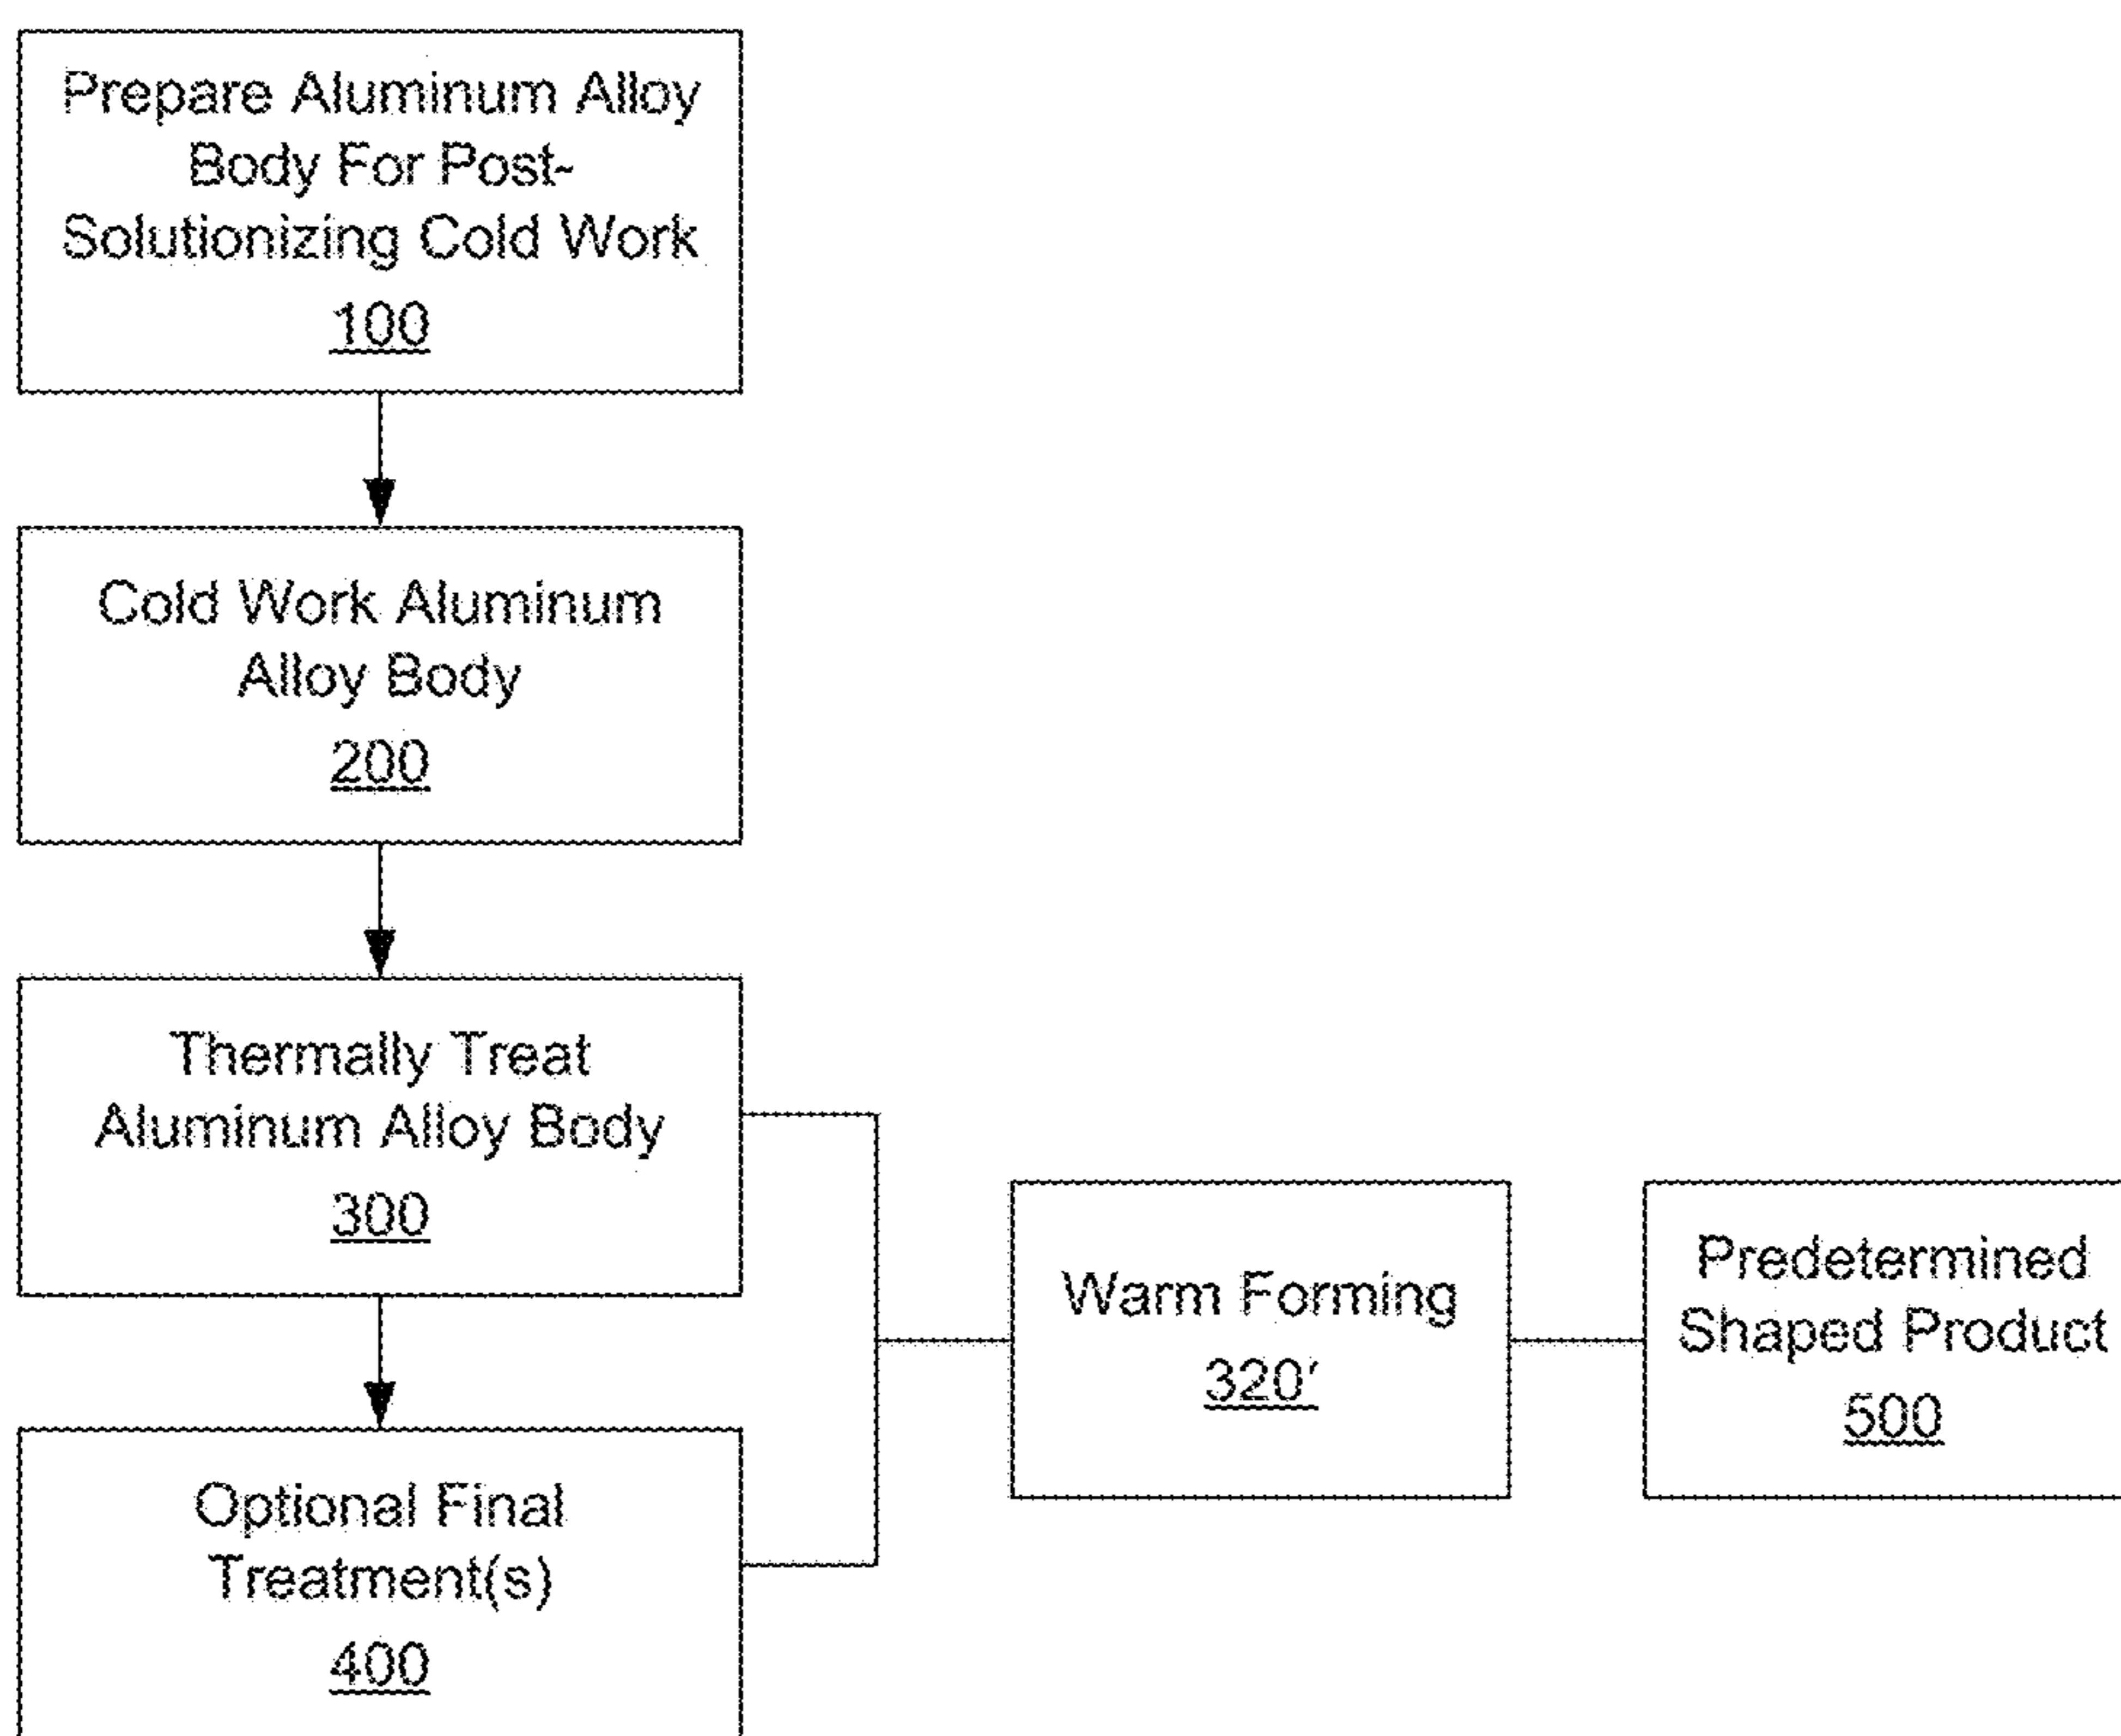 Prepare Aluminum Alloy
Body For Post-
Solutionizing Cold Work
100
Cold Work Aluminum
Alloy Body
200
Thermally Treat
Aluminum Alloy Body
300
Optional Final
Treatment(s)
400
Warm Forming
320'
Predetermined
Shaped Product
500